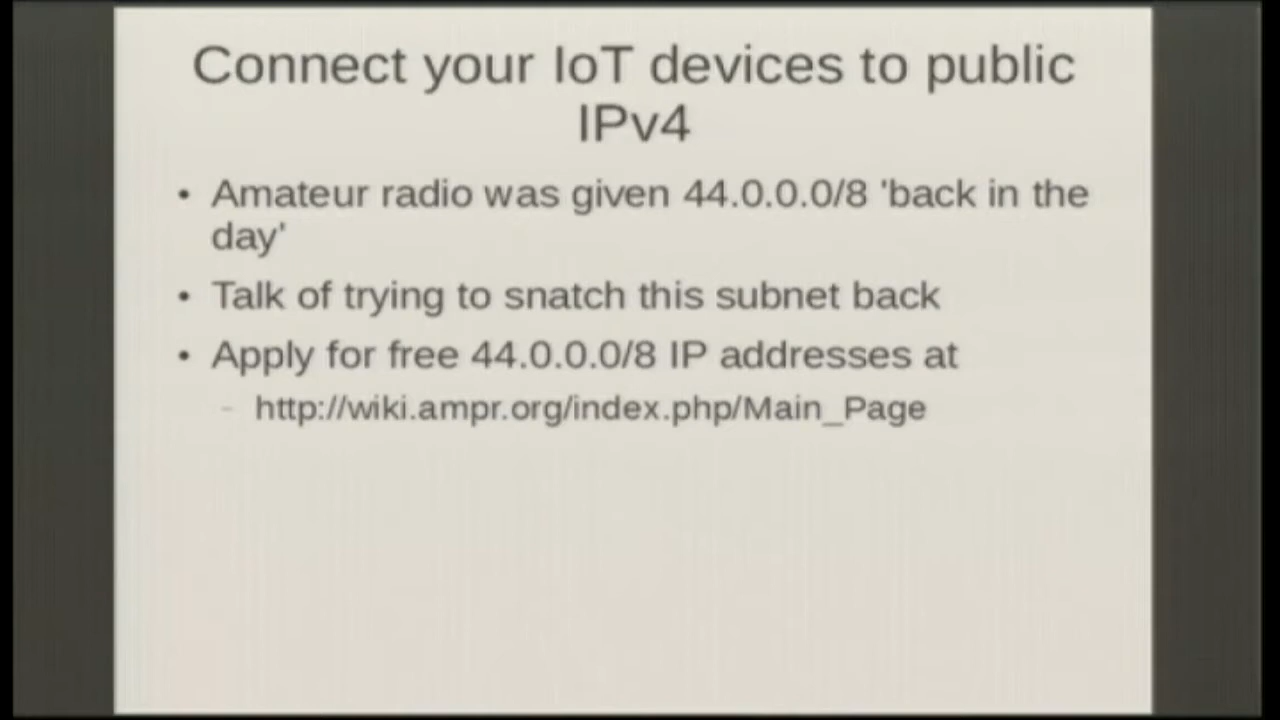 Connect your IoT devices to public
IPv4
• Amateur radio was given 44.0.0.0/8 'back in the
day'
• Talk of trying to snatch this subnet back
• Apply for free 44.0.0.0/8 IP addresses at
– http://wiki.ampr.org/index.php/Main_Page